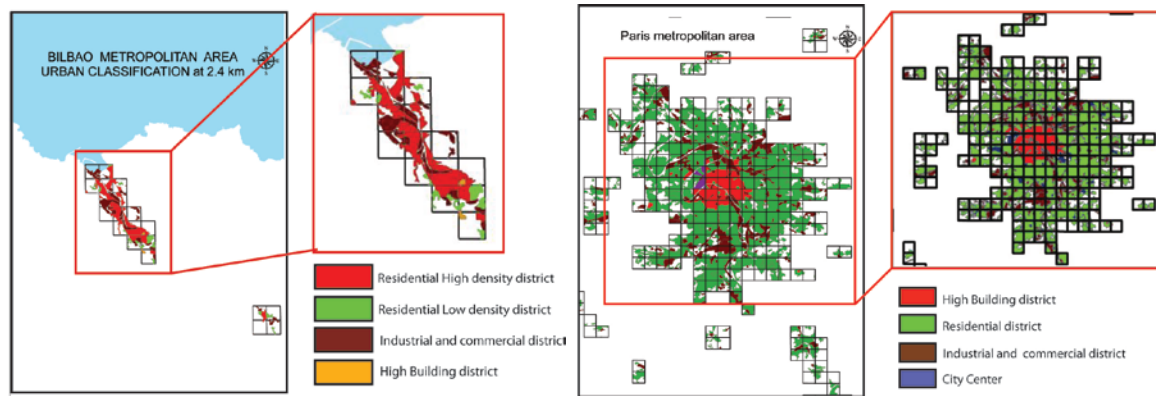 BILBAO METROPOLITAN AREA
URBAN CLASSIFICATION at 2.4 km
Residential High density district
Residential Low density district
Industrial and commercial district
High Building district
Paris metropolitan area
High Building district
Residential district
Industrial and commercial district
City Center